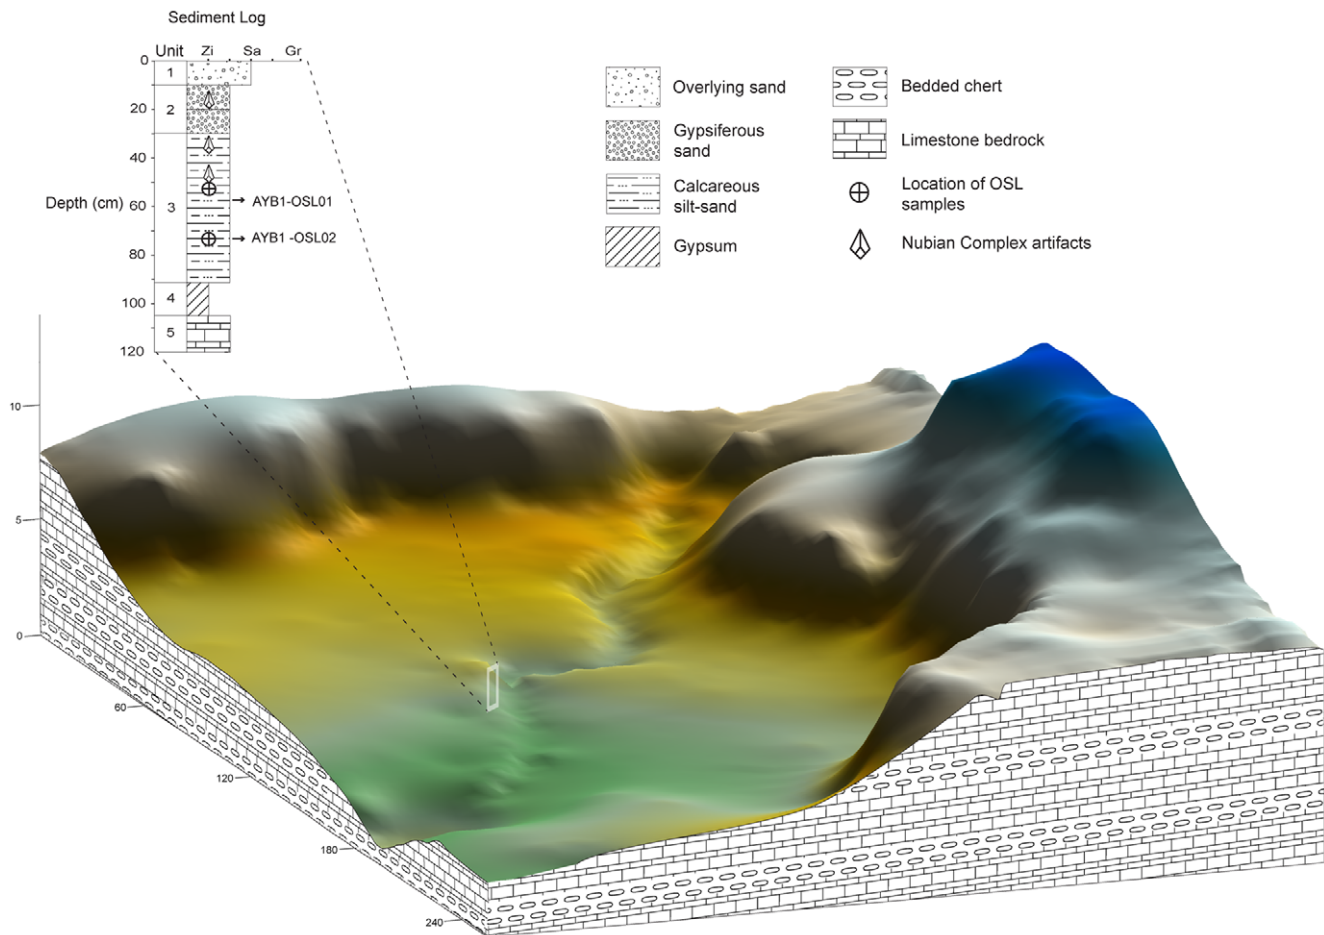 Sediment Log
Unit Zi Sa Gr
0
1
2
20
40
Depth (cm)
60
3
AYB1-OSL01
AYB1 -OSL02
80
4
100
5
120
Overlying sand
Gypsiferous
sand
Calcareous
silt-sand
Gypsum
Bedded chert
Limestone bedrock
Location of OSL
samples
Nubian Complex artifacts
10
5
0
60
120
180
240